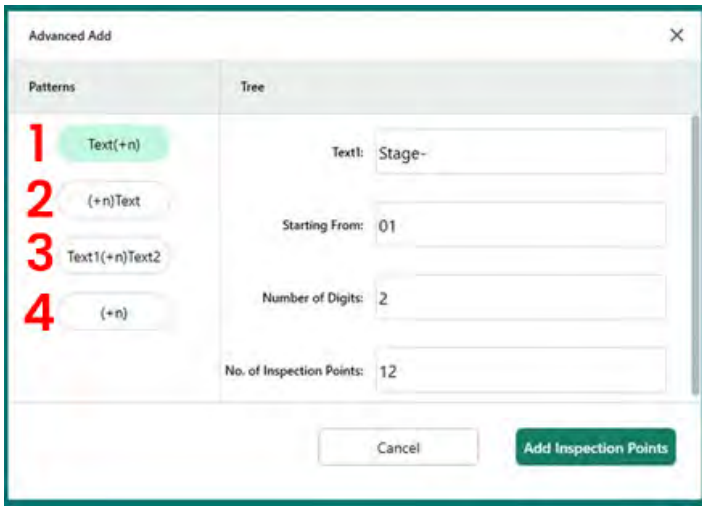 Advanced Add
Patterns
Tree
1 Text(+n)
2 (+n)Text
3 Text1(+n)Text2
4 (+n)
Text1: Stage-
Starting From: 01
Number of Digits: 2
No. of Inspection Points: 12
Cancel
Add Inspection Points